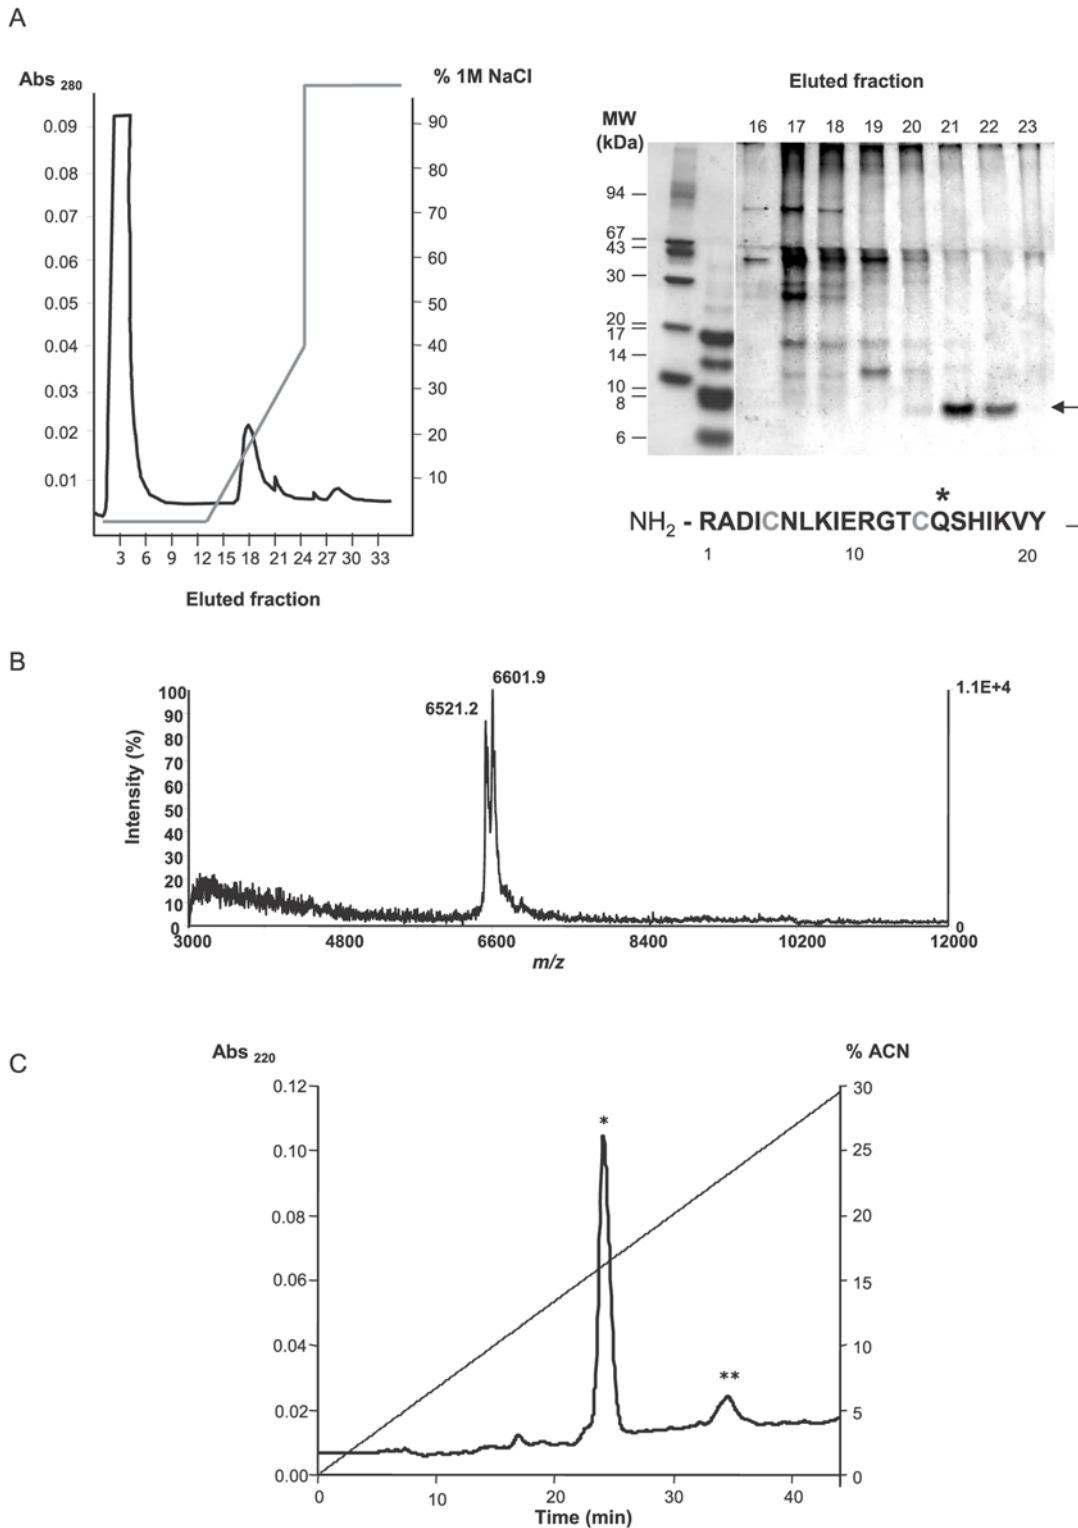 A
Abs 280
% 1M NaCl
0.09
0.08
0.07
0.06
0.05
0.04
0.03
0.02
0.01
90
80
70
60
50
40
30
20
10
3 6 9 12 15 18 21 24 27 30 33
Eluted fraction
Eluted fraction
MW
(kDa)
16 17 18 19 20 21 22 23
94
67
43
30
20
17
14
10
8
6
*
NH2 - RADICNLKIERGTCQSHIKVY
1 10 20
B
6601.9
6521.2
1.1E+4
Intensity (%)
100
90
80
70
60
50
40
30
20
10
0
0
3000 4800 6600 8400 10200 12000
m/z
C
Abs 220
% ACN
0.12
0.10
0.08
0.06
0.04
0.02
0.00
30
25
20
15
10
5
0
*
**
0 10 20 30 40
Time (min)